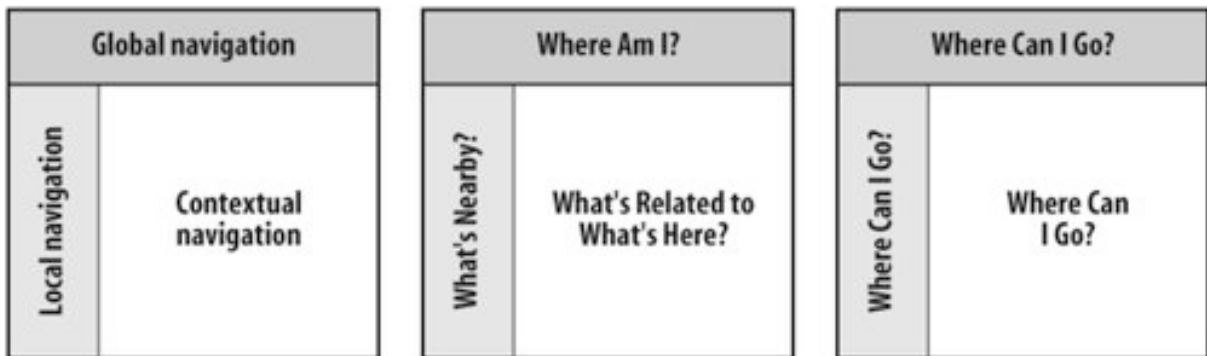 Global navigation
Local navigation
Contextual
navigation
Where Am I?
What's Nearby?
What's Related to
What's Here?
Where Can I Go?
Where Can I Go?
Where Can
I Go?